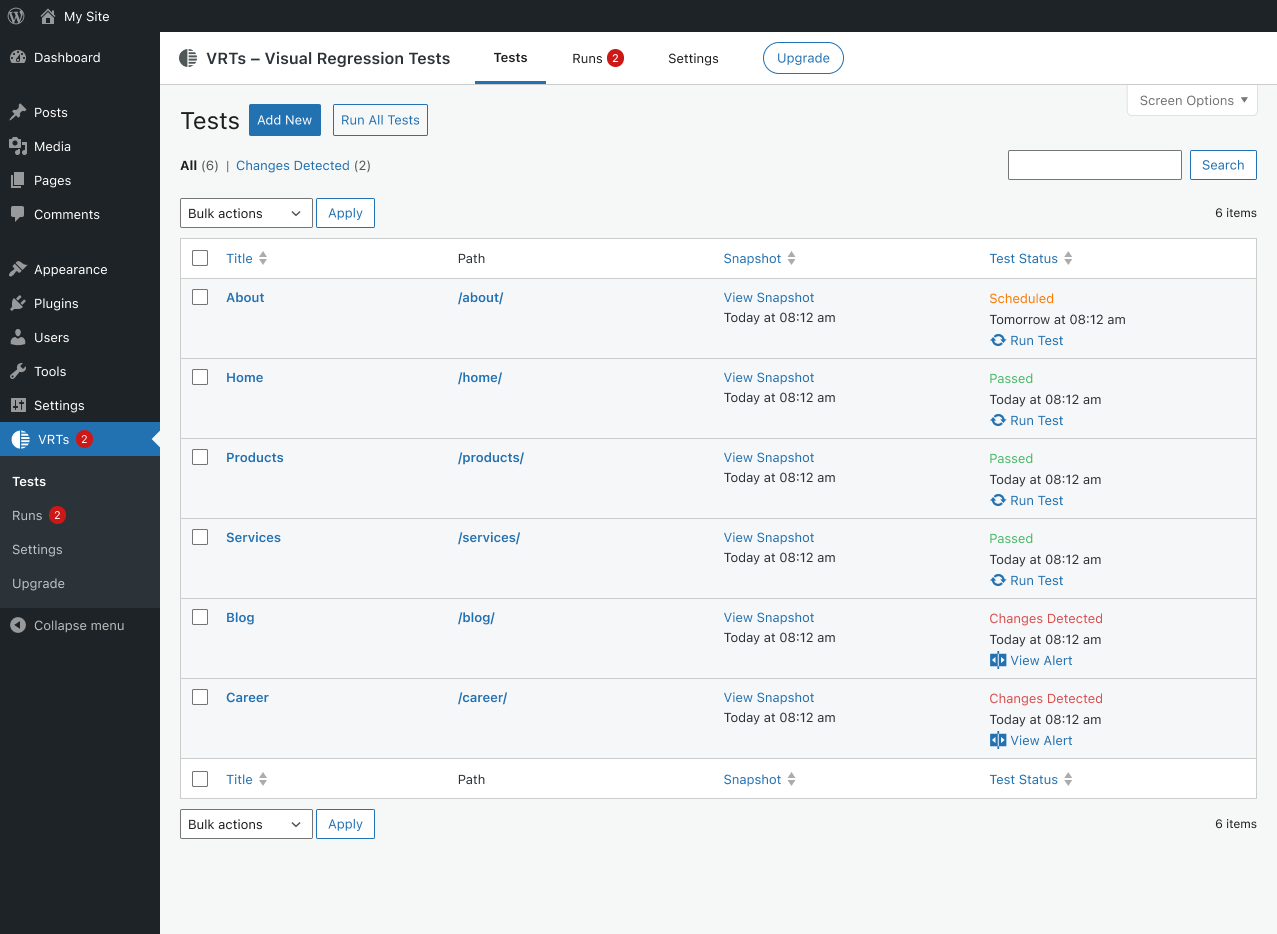 My Site
Dashboard
Posts
Media
Pages
Comments
Appearance
Plugins
Users
Tools
Settings
VRTs 2
Tests
Runs 2
Settings
Upgrade
Collapse menu
VRTs – Visual Regression Tests Tests Runs 2 Settings Upgrade
Screen Options
Tests Add New Run All Tests
All (6) | Changes Detected (2)
Search
Bulk actions Apply 6 items
Title Path Snapshot Test Status
About /about/ View Snapshot Scheduled
Today at 08:12 am Tomorrow at 08:12 am
Run Test
Home /home/ View Snapshot Passed
Today at 08:12 am Today at 08:12 am
Run Test
Products /products/ View Snapshot Passed
Today at 08:12 am Today at 08:12 am
Run Test
Services /services/ View Snapshot Passed
Today at 08:12 am Today at 08:12 am
Run Test
Blog /blog/ View Snapshot Changes Detected
Today at 08:12 am Today at 08:12 am
View Alert
Career /career/ View Snapshot Changes Detected
Today at 08:12 am Today at 08:12 am
View Alert
Title Path Snapshot Test Status
Bulk actions Apply 6 items